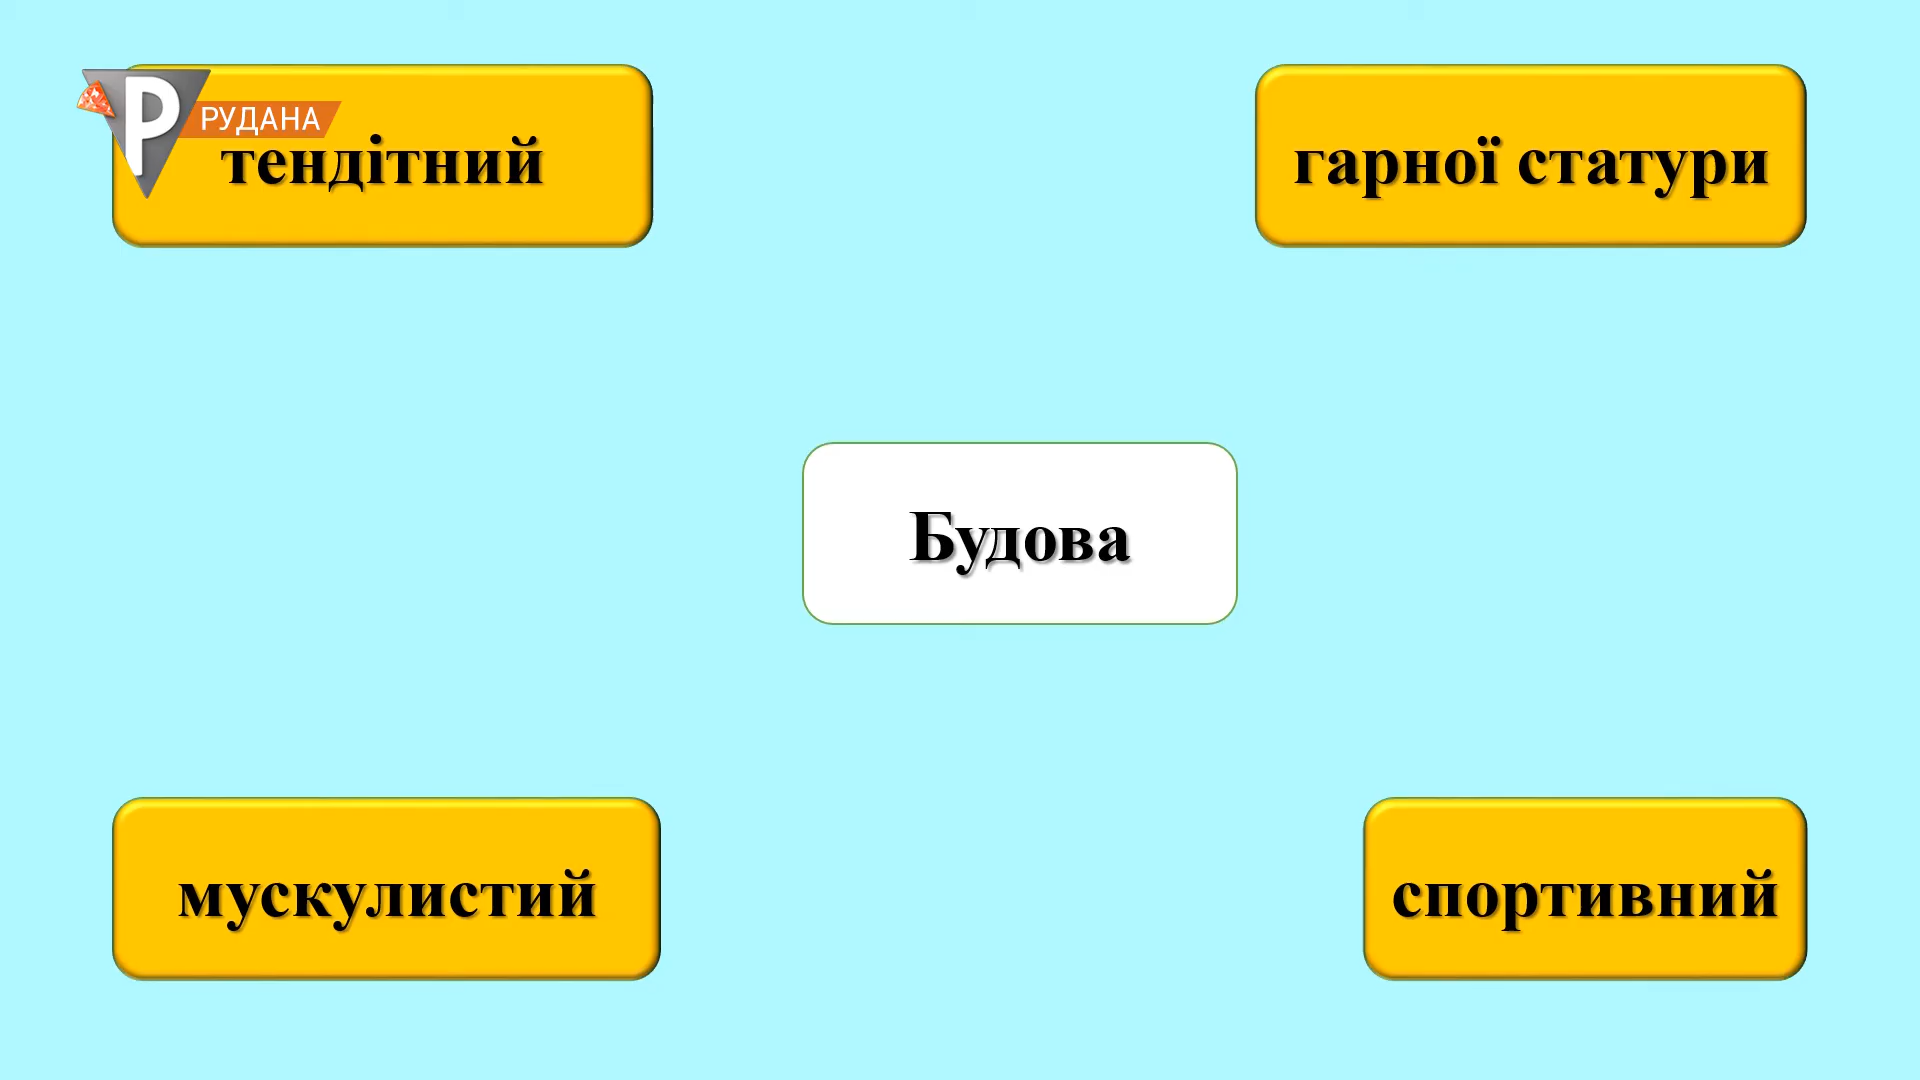 Р РУДАНА
тендітний
гарної статури
Будова
мускулистий
спортивний